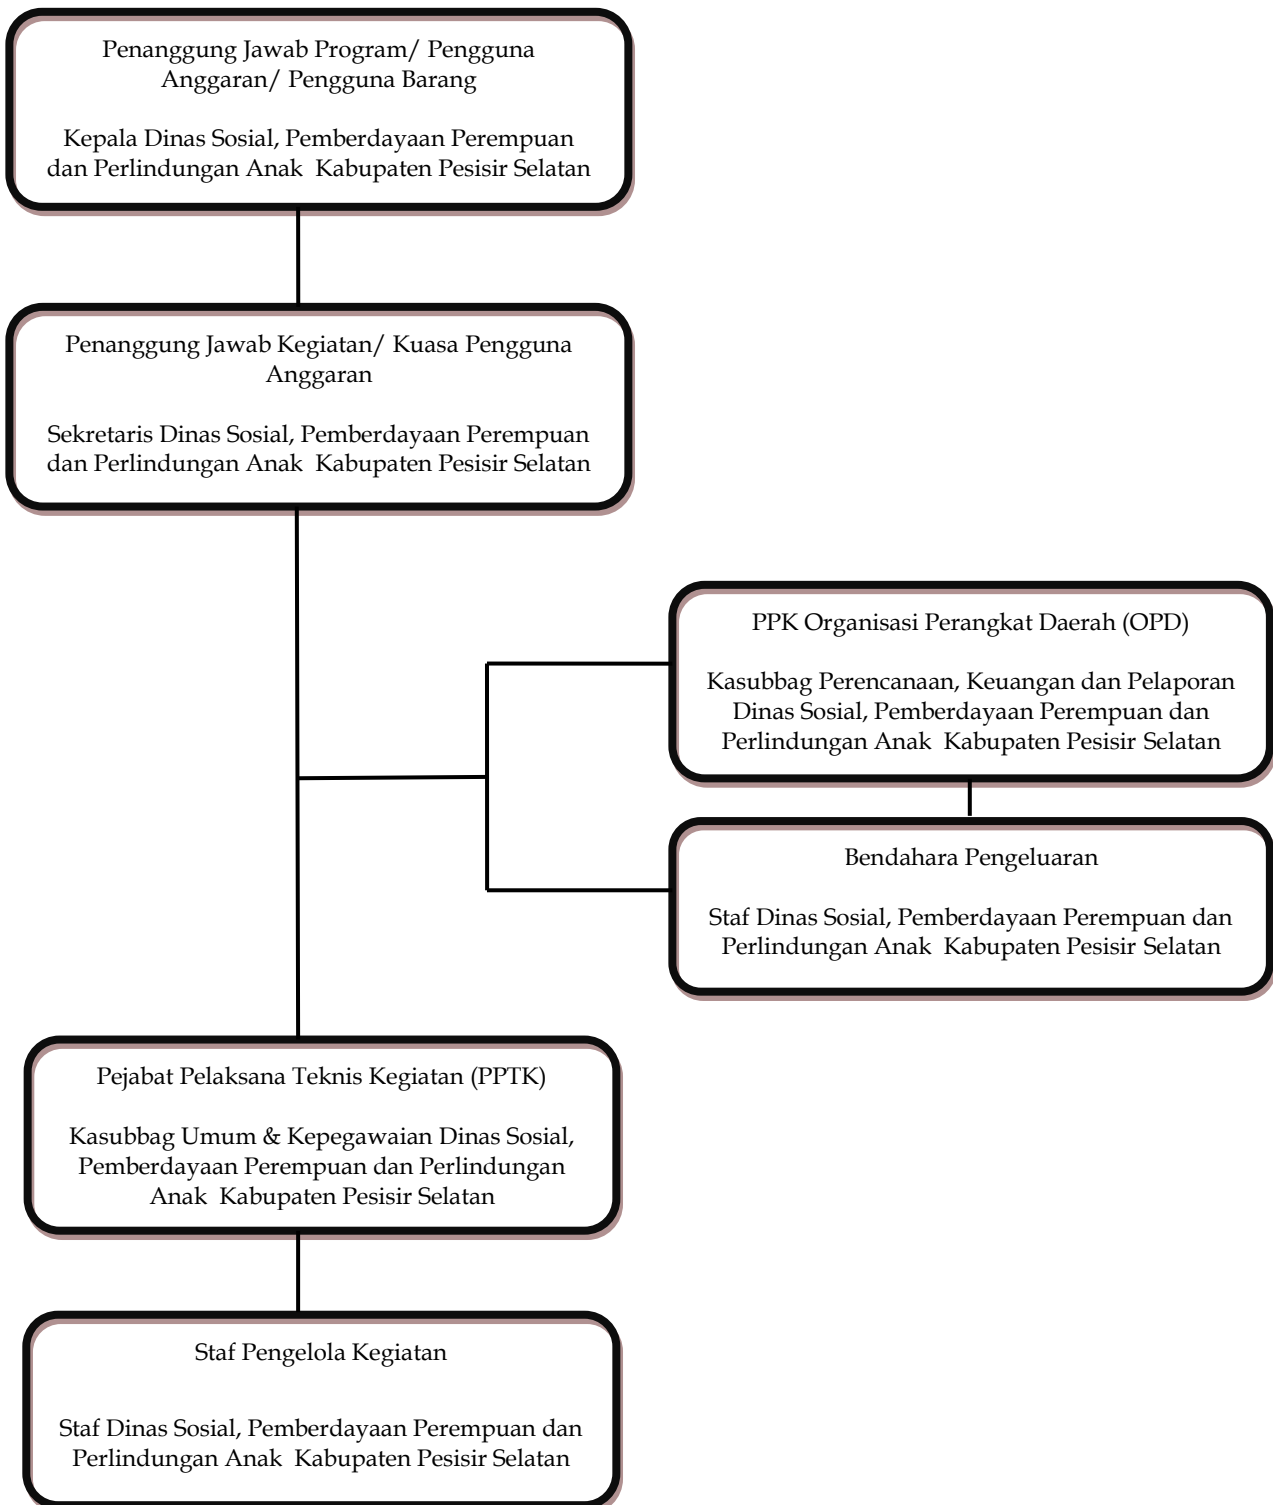 Penanggung Jawab Program/ Pengguna
Anggaran/ Pengguna Barang
Kepala Dinas Sosial, Pemberdayaan Perempuan
dan Perlindungan Anak  Kabupaten Pesisir Selatan
Penanggung Jawab Kegiatan/ Kuasa Pengguna
Anggaran
Sekretaris Dinas Sosial, Pemberdayaan Perempuan
dan Perlindungan Anak  Kabupaten Pesisir Selatan
PPK Organisasi Perangkat Daerah (OPD)
Kasubbag Perencanaan, Keuangan dan Pelaporan
Dinas Sosial, Pemberdayaan Perempuan dan
Perlindungan Anak  Kabupaten Pesisir Selatan
Bendahara Pengeluaran
Staf Dinas Sosial, Pemberdayaan Perempuan dan
Perlindungan Anak  Kabupaten Pesisir Selatan
Pejabat Pelaksana Teknis Kegiatan (PPTK)
Kasubbag Umum & Kepegawaian Dinas Sosial,
Pemberdayaan Perempuan dan Perlindungan
Anak  Kabupaten Pesisir Selatan
Staf Pengelola Kegiatan
Staf Dinas Sosial, Pemberdayaan Perempuan dan
Perlindungan Anak  Kabupaten Pesisir Selatan